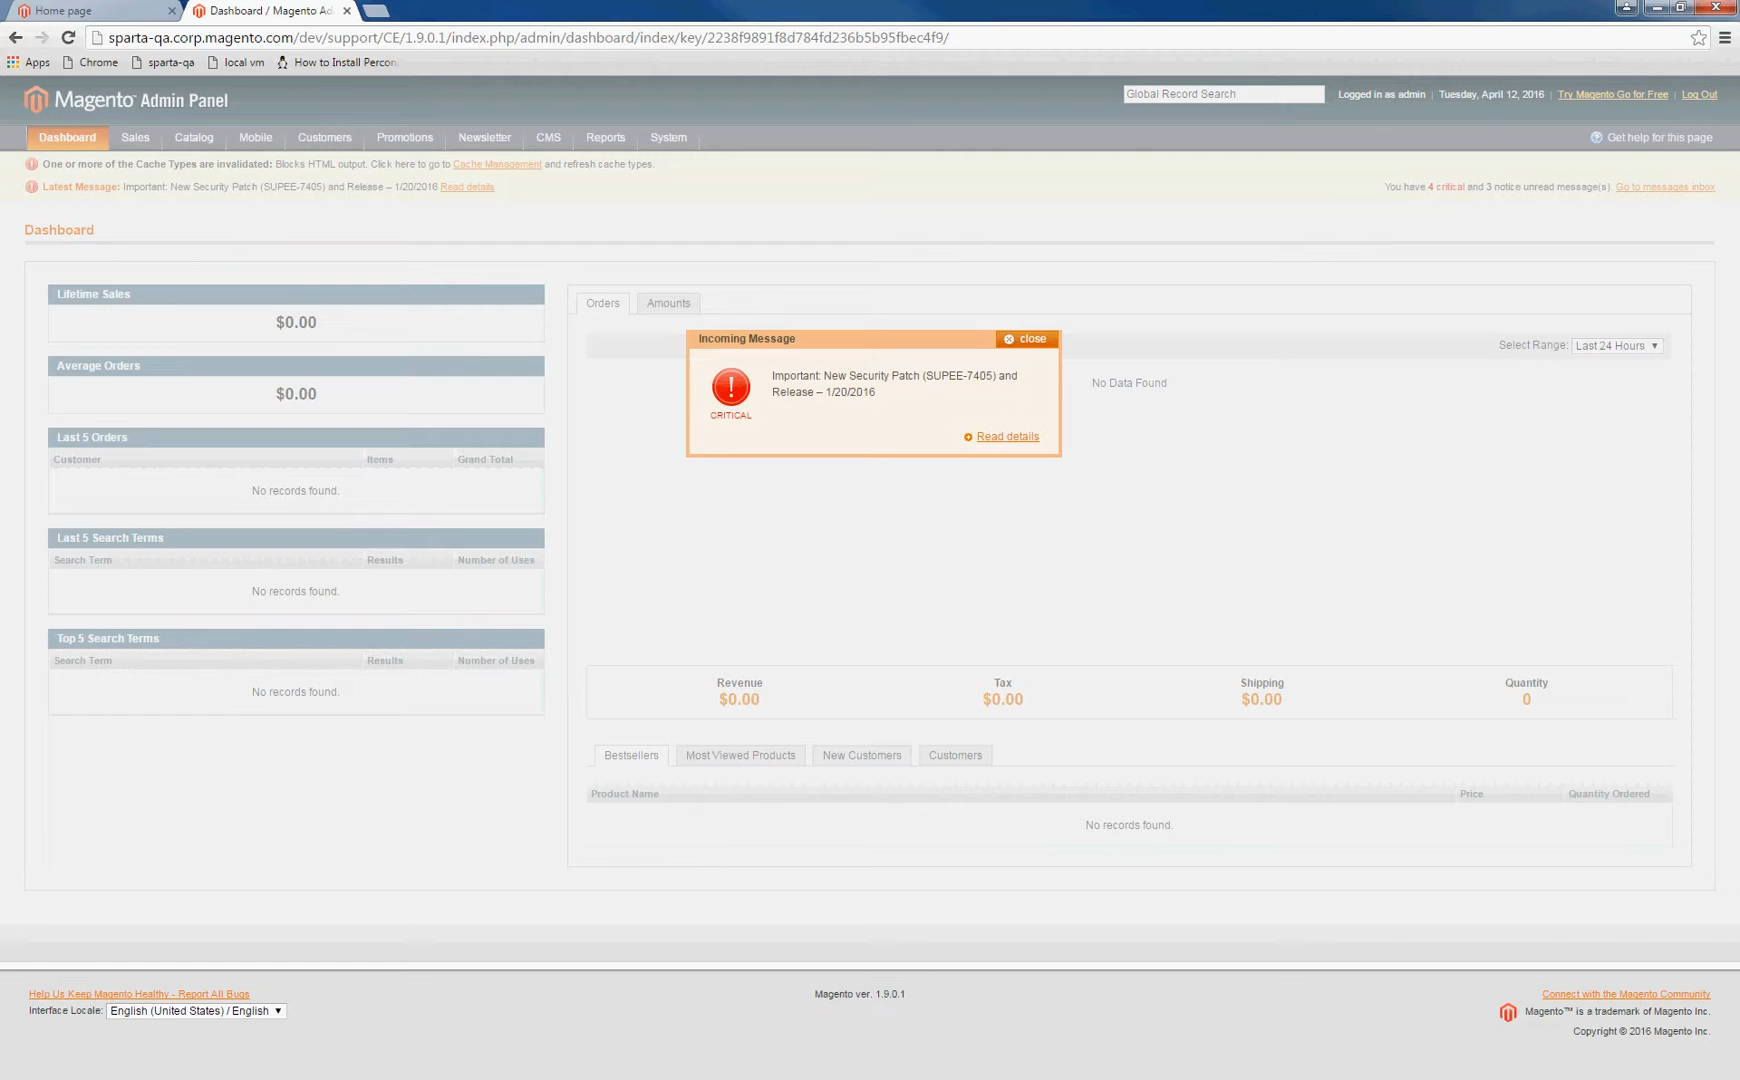 Home page
Dashboard / Magento Ad
sparta-qa.corp.magento.com/dev/support/CE/1.9.0.1/index.php/admin/dashboard/index/key/2238f9891f8d784fd236b5b95fbec4f9/
Apps Chrome sparta-qa local vm How to Install Percon
Magento Admin Panel
Global Record Search
Logged in as admin | Tuesday, April 12, 2016 | Try Magento Go for Free | Log Out
Dashboard Sales Catalog Mobile Customers Promotions Newsletter CMS Reports System
Get help for this page
One or more of the Cache Types are invalidated: Blocks HTML output. Click here to go to Cache Management and refresh cache types.
Latest Message: Important: New Security Patch (SUPEE-7405) and Release – 1/20/2016 Read details
You have 4 critical and 3 notice unread message(s). Go to messages inbox
Dashboard
Lifetime Sales
$0.00
Average Orders
$0.00
Last 5 Orders
Customer Items Grand Total
No records found.
Last 5 Search Terms
Search Term Results Number of Uses
No records found.
Top 5 Search Terms
Search Term Results Number of Uses
No records found.
Orders Amounts
Select Range: Last 24 Hours
No Data Found
Incoming Message
close
Important: New Security Patch (SUPEE-7405) and
Release – 1/20/2016
CRITICAL
Read details
Revenue Tax Shipping Quantity
$0.00 $0.00 $0.00 0
Bestsellers Most Viewed Products New Customers Customers
Product Name Price Quantity Ordered
No records found.
Help Us Keep Magento Healthy - Report All Bugs
Interface Locale: English (United States) / English
Magento ver. 1.9.0.1
Connect with the Magento Community
Magento™ is a trademark of Magento Inc.
Copyright © 2016 Magento Inc.